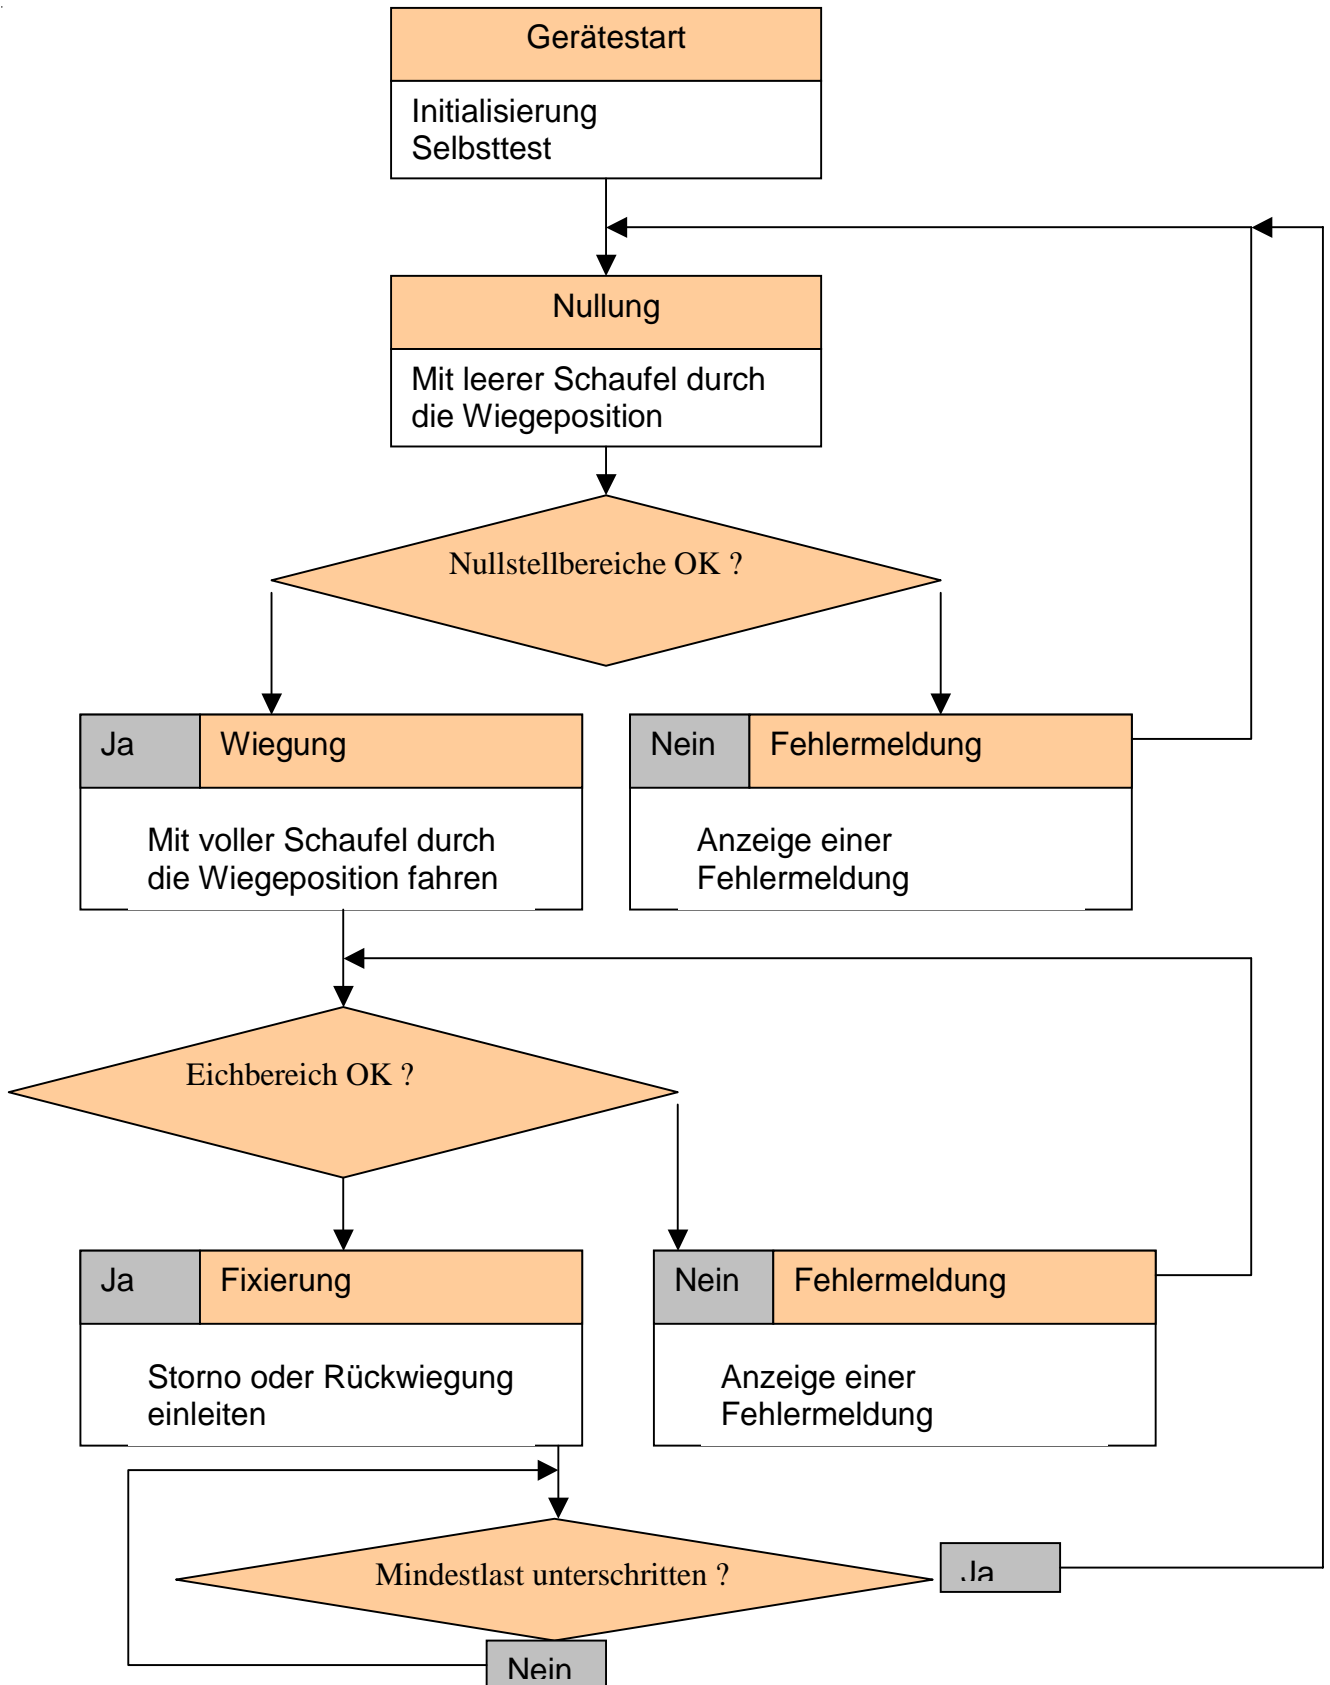 Gerätestart
Initialisierung
Selbsttest
Nullung
Mit leerer Schaufel durch
die Wiegeposition
Nullstellbereiche OK ?
Ja
Wiegung
Mit voller Schaufel durch
die Wiegeposition fahren
Nein
Fehlermeldung
Anzeige einer
Fehlermeldung
Eichbereich OK ?
Ja
Fixierung
Storno oder Rückwiegung
einleiten
Nein
Fehlermeldung
Anzeige einer
Fehlermeldung
Mindestlast unterschritten ?
Ja
Nein